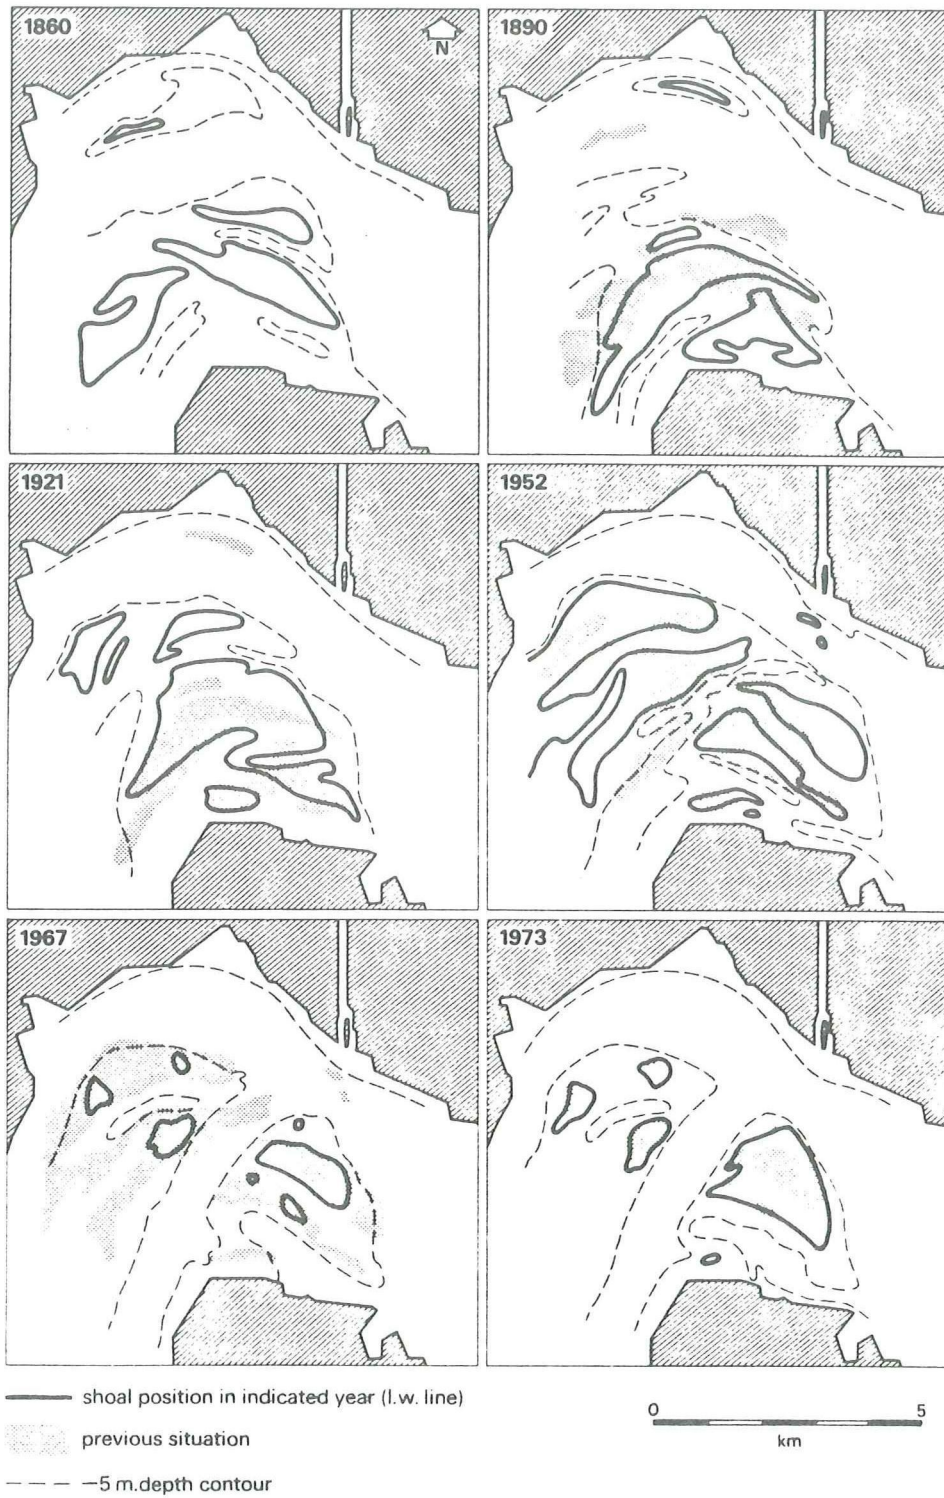 1860
N
1890
1921
1952
1967
1973
shoal position in indicated year (l.w. line)
previous situation
−5 m.depth contour
0 5
km